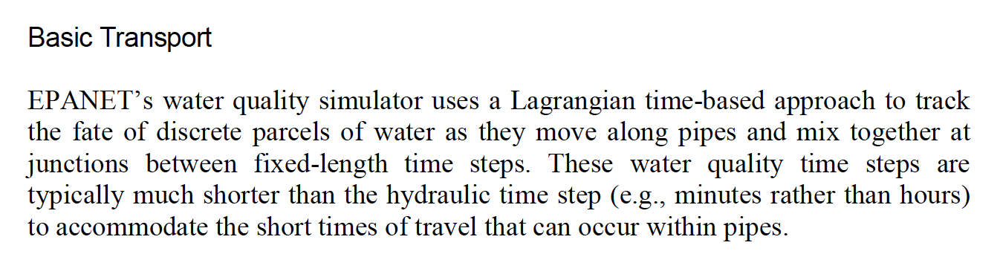 Basic Transport
EPANET’s water quality simulator uses a Lagrangian time-based approach to track
the fate of discrete parcels of water as they move along pipes and mix together at
junctions between fixed-length time steps. These water quality time steps are
typically much shorter than the hydraulic time step (e.g., minutes rather than hours)
to accommodate the short times of travel that can occur within pipes.